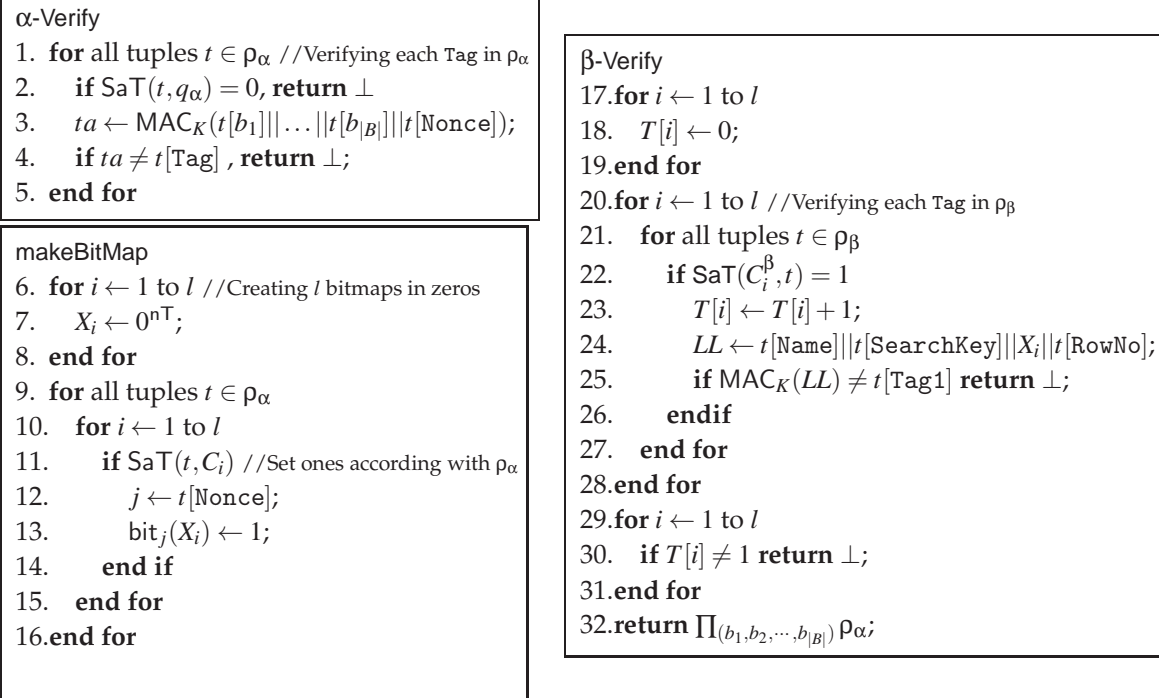 α-Verify
1. for all tuples t ∈ ρα //Verifying each Tag in ρα
2. if SaT(t,qα) = 0, return ⊥
3. ta ← MACK(t[b1]||...||t[b|B|]||t[Nonce]);
4. if ta ≠ t[Tag] , return ⊥;
5. end for
makeBitMap
6. for i ← 1 to l //Creating l bitmaps in zeros
7. Xi ← 0^nT;
8. end for
9. for all tuples t ∈ ρα
10. for i ← 1 to l
11. if SaT(t,Ci) //Set ones according with ρα
12. j ← t[Nonce];
13. bitj(Xi) ← 1;
14. end if
15. end for
16.end for
β-Verify
17.for i ← 1 to l
18. T[i] ← 0;
19.end for
20.for i ← 1 to l //Verifying each Tag in ρβ
21. for all tuples t ∈ ρβ
22. if SaT(Ci^β,t) = 1
23. T[i] ← T[i]+1;
24. LL ← t[Name]||t[SearchKey]||Xi||t[RowNo];
25. if MACK(LL) ≠ t[Tag1] return ⊥;
26. endif
27. end for
28.end for
29.for i ← 1 to l
30. if T[i] ≠ 1 return ⊥;
31.end for
32.return ∏(b1,b2,···,b|B|) ρα;